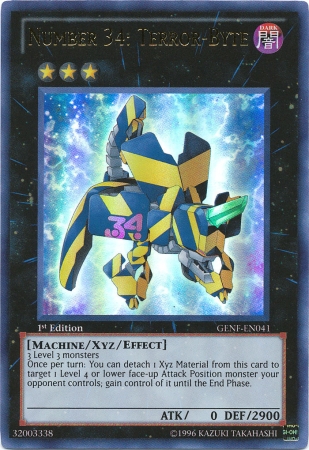 NUMBER 34: TERROR-BYTE
DARK
闇
34
1st Edition
GENF-EN041
[MACHINE/XYZ/EFFECT]
3 Level 3 monsters
Once per turn: You can detach 1 Xyz Material from this card to
target 1 Level 4 or lower face-up Attack Position monster your
opponent controls; gain control of it until the End Phase.
ATK/ 0 DEF/2900
32003338
©1996 KAZUKI TAKAHASHI